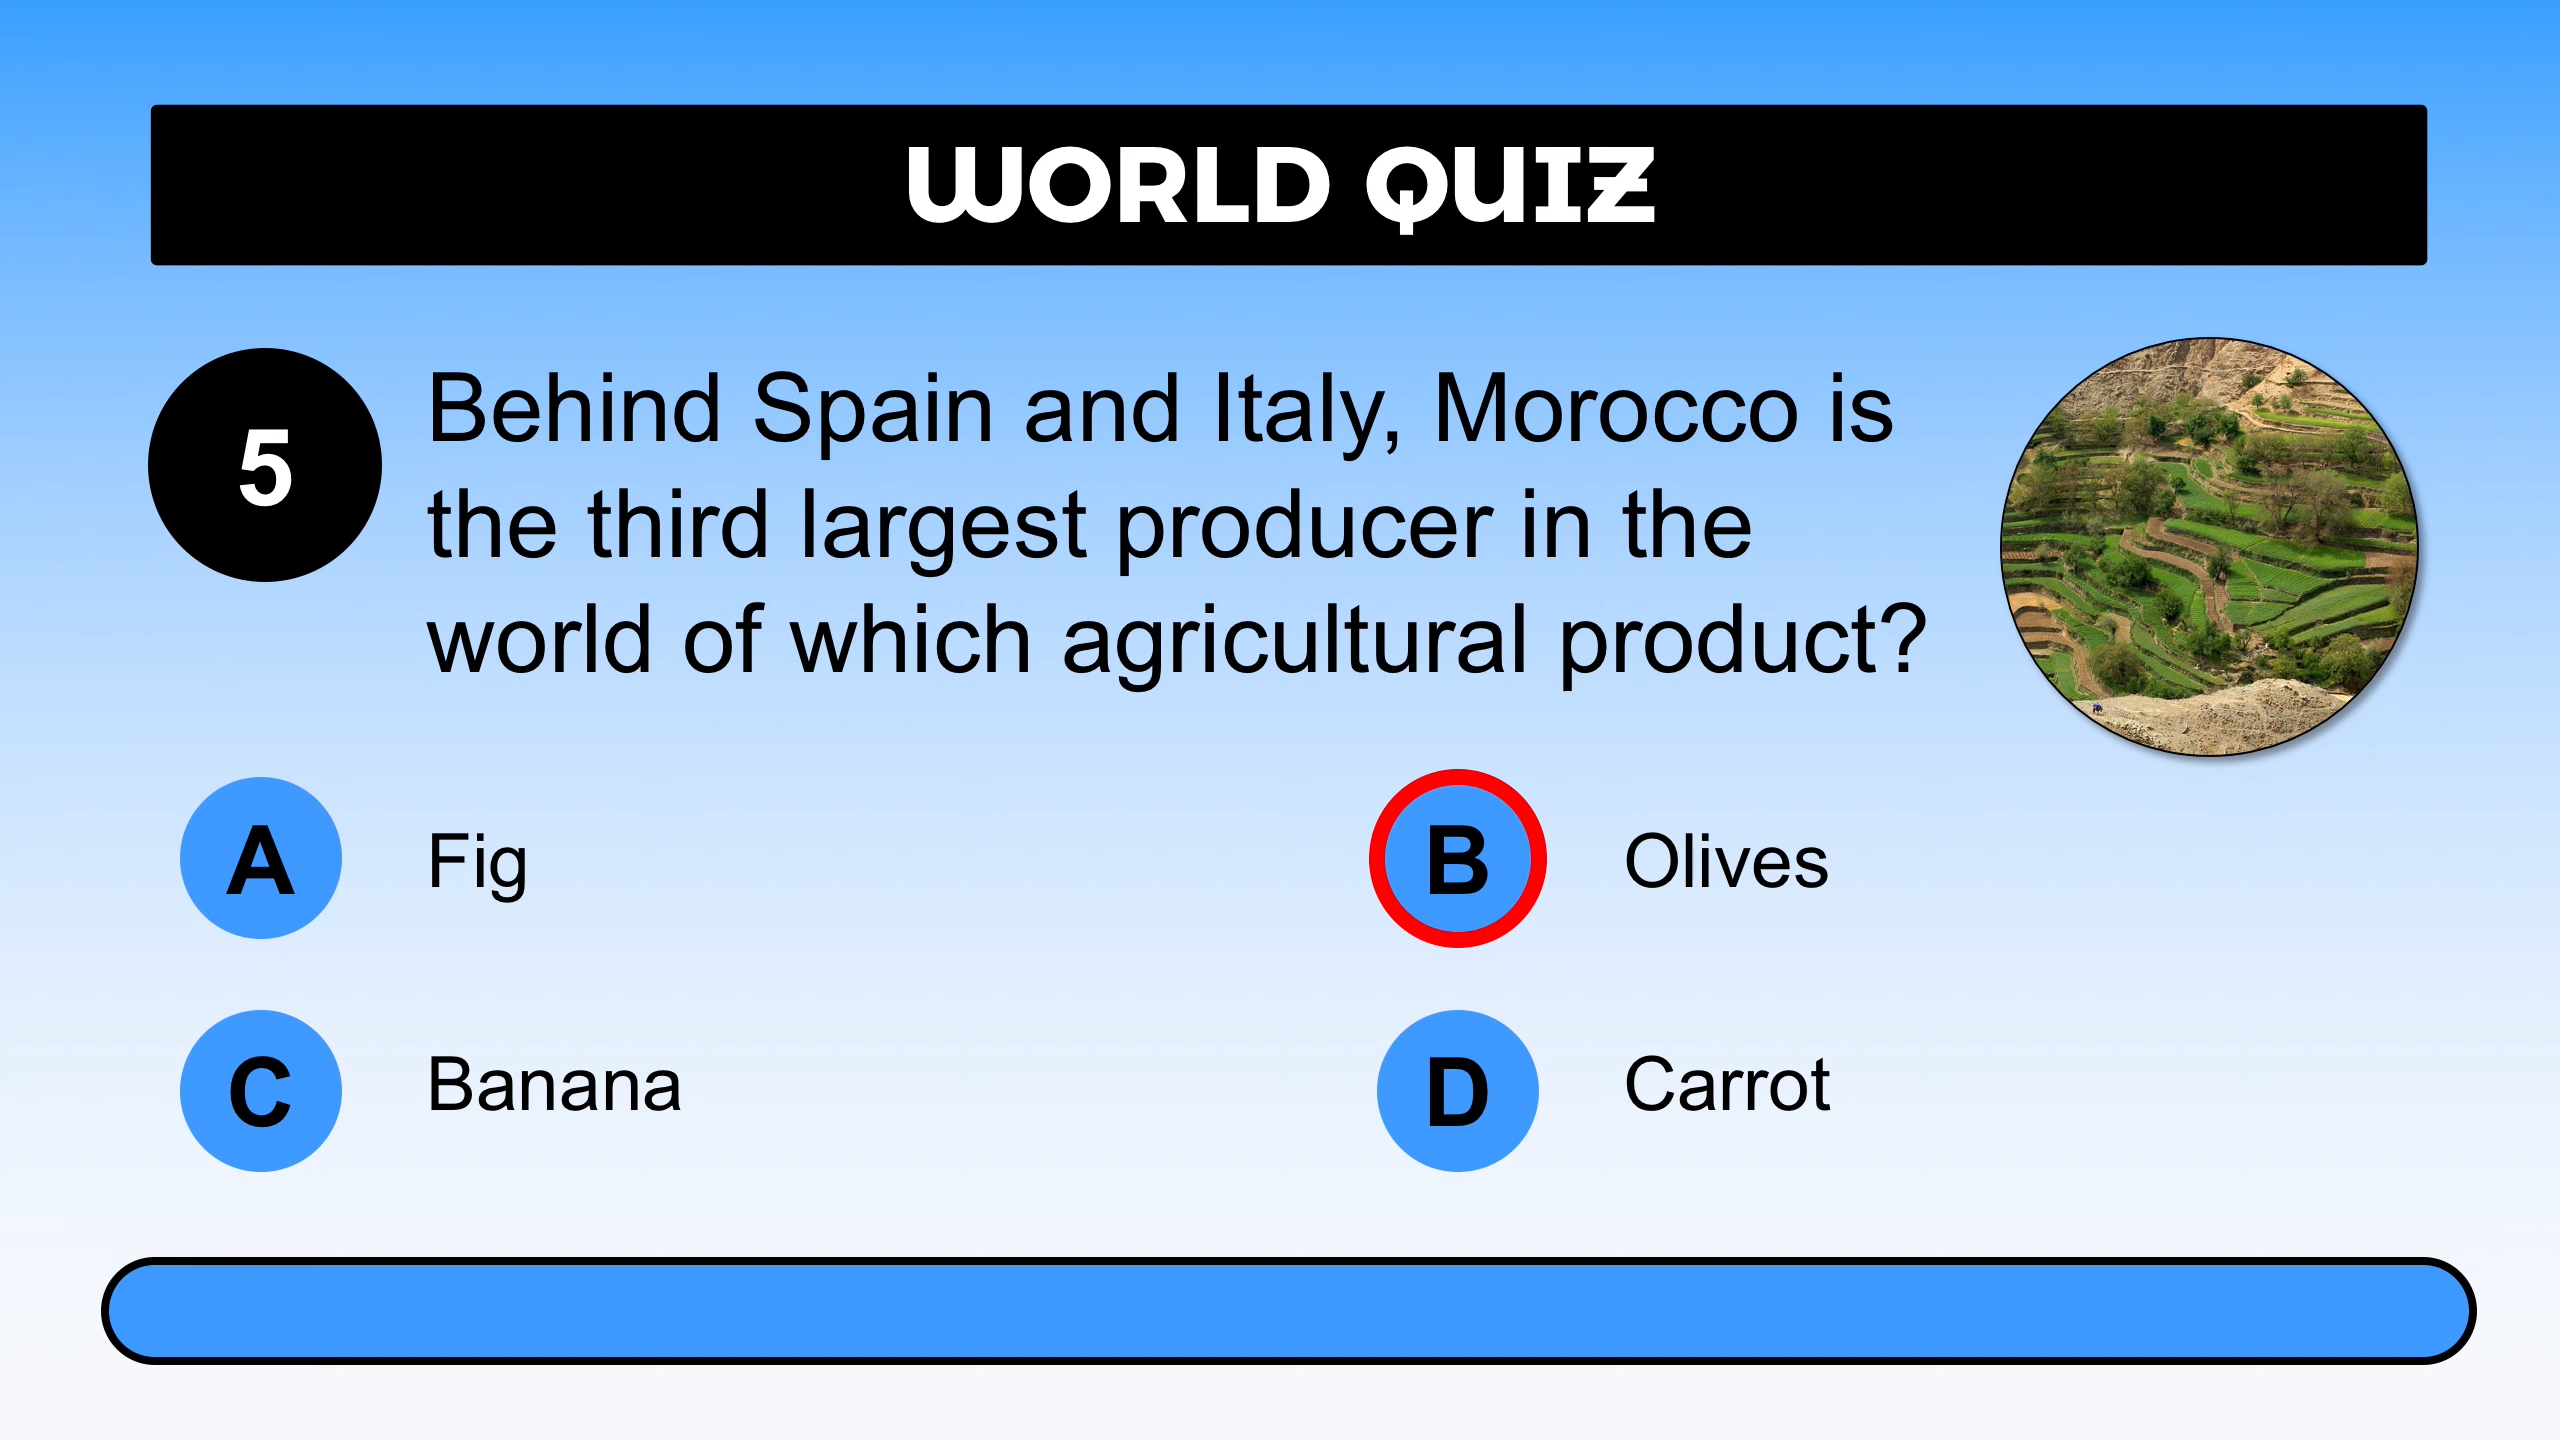 WORLD QUIZ
5
Behind Spain and Italy, Morocco is
the third largest producer in the
world of which agricultural product?
A Fig
B Olives
C Banana
D Carrot